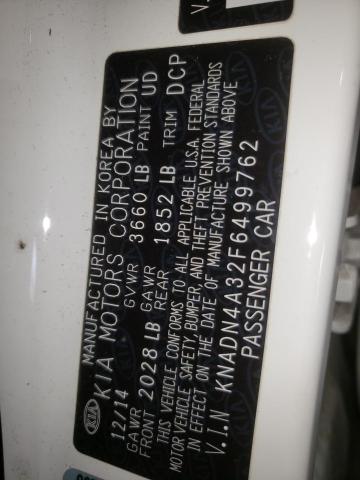 KIA MANUFACTURED IN KOREA BY
KIA MOTORS CORPORATION
12/14 GVWR 3660 LB PAINT UD
GAWR FRONT 2028 LB GAWR REAR 1852 LB TRIM DCP
THIS VEHICLE CONFORMS TO ALL APPLICABLE U.S.A. FEDERAL
MOTOR VEHICLE SAFETY, BUMPER, AND THEFT PREVENTION STANDARDS
IN EFFECT ON THE DATE OF MANUFACTURE SHOWN ABOVE
V.I.N KNADN4A32F6499762
PASSENGER CAR